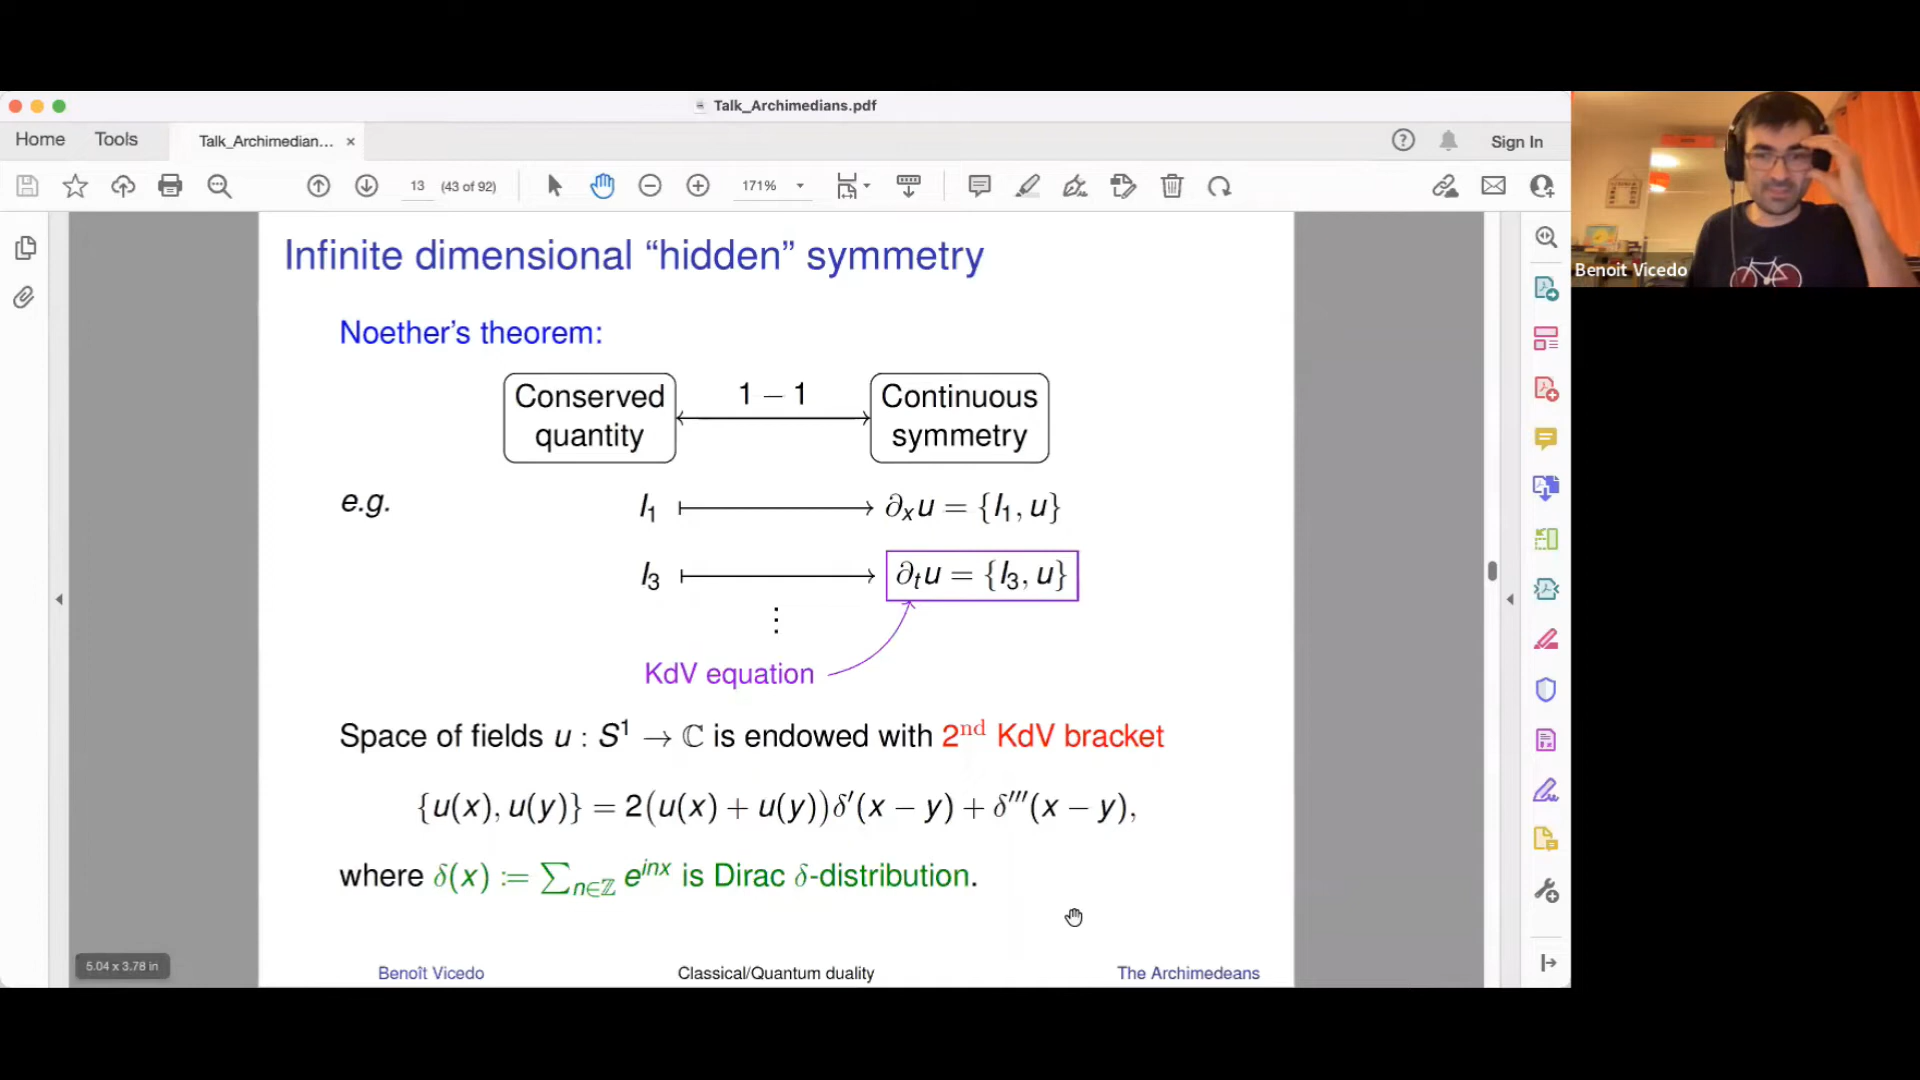 Talk_Archimedians.pdf
Home Tools Talk_Archimedian... × Sign In
13 (43 of 92) 171%
Benoit Vicedo
Infinite dimensional “hidden” symmetry
Noether’s theorem:
Conserved quantity
1 − 1
Continuous symmetry
e.g.
I₁ ⟼ ∂ₓu = {I₁, u}
I₃ ⟼ ∂ₜu = {I₃, u}
⋮
KdV equation
Space of fields u : S¹ → ℂ is endowed with 2ⁿᵈ KdV bracket
{u(x), u(y)} = 2(u(x) + u(y))δ′(x − y) + δ‴(x − y),
where δ(x) := ∑_{n∈ℤ} e^{inx} is Dirac δ-distribution.
5.04 x 3.78 in
Benoît Vicedo Classical/Quantum duality The Archimedeans